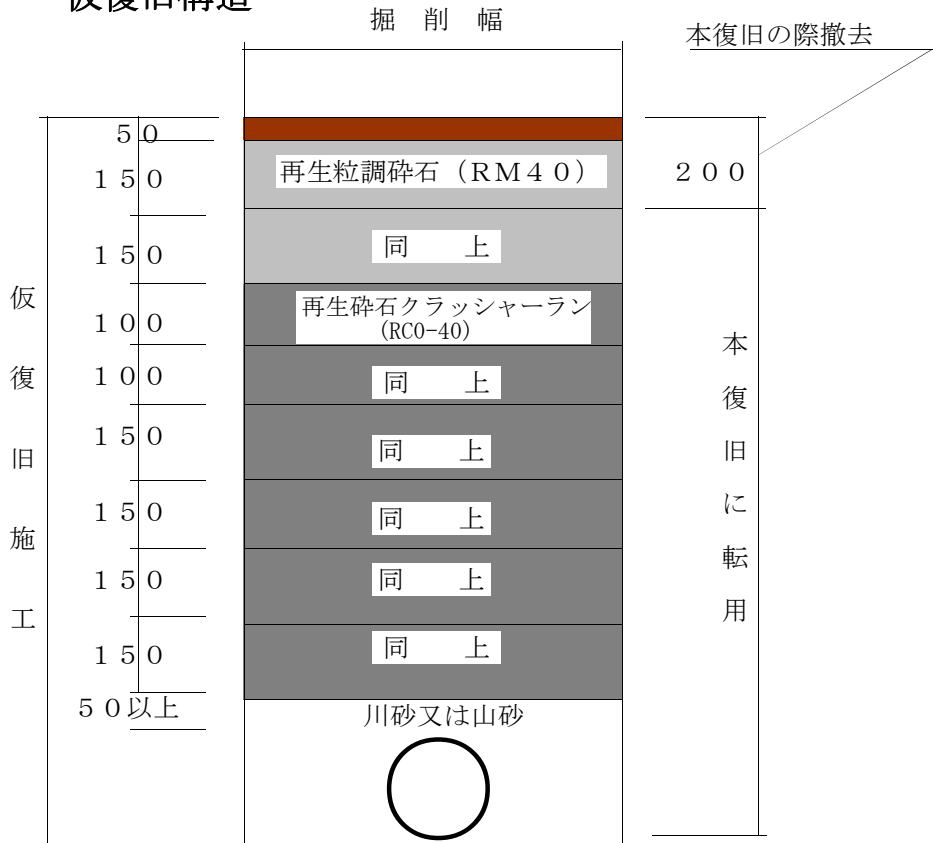 仮復旧構造
掘 削 幅
本復旧の際撤去
５０
１５０
再生粒調砕石（ＲＭ４０）
２００
１５０
同 上
仮復旧施工
１００
再生砕石クラッシャーラン
(RC0-40)
本復旧に転用
１００
同 上
１５０
同 上
１５０
同 上
１５０
同 上
１５０
同 上
５０以上
川砂又は山砂